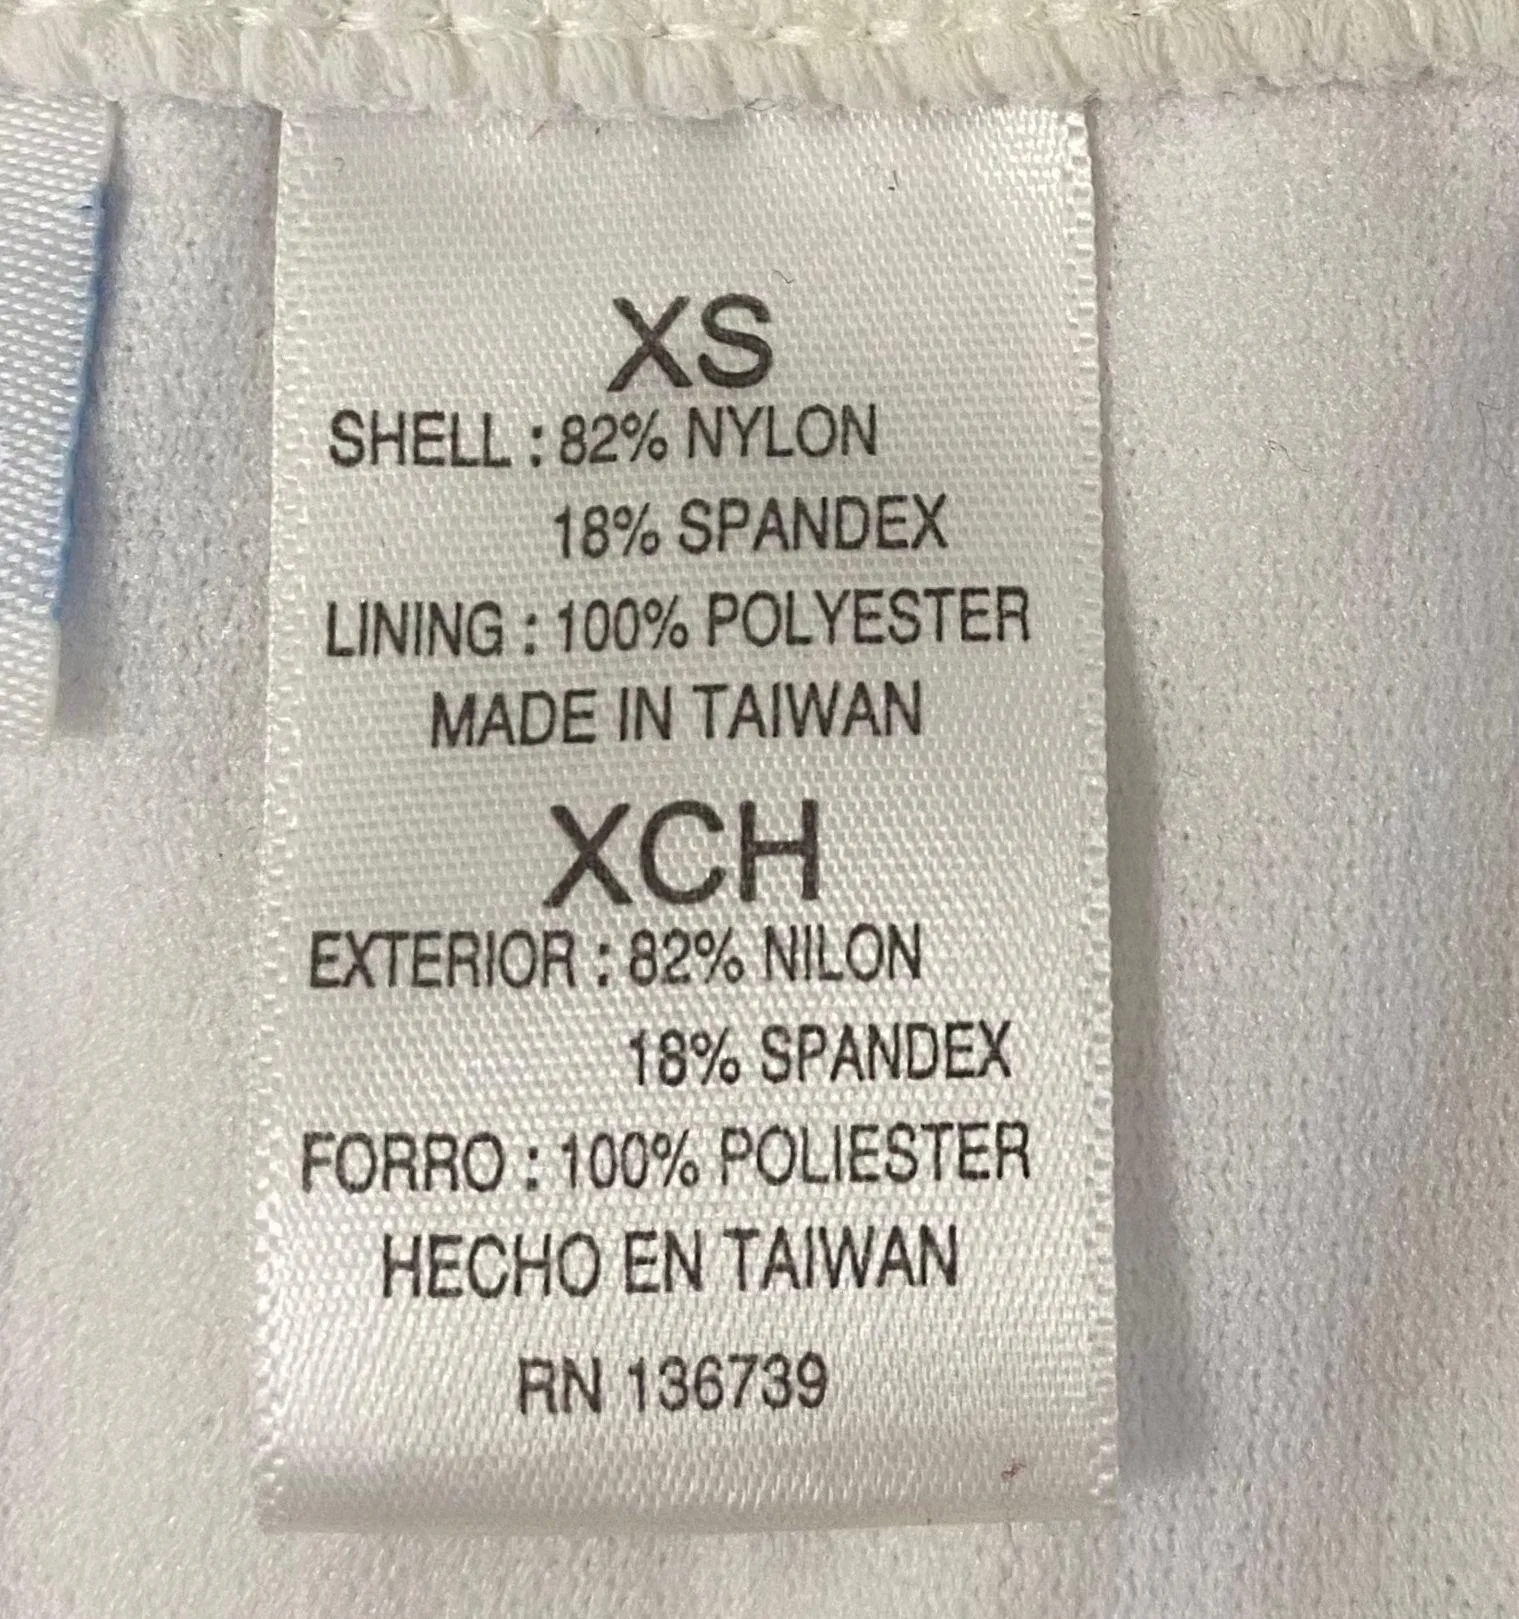 XS
SHELL : 82% NYLON
18% SPANDEX
LINING : 100% POLYESTER
MADE IN TAIWAN
XCH
EXTERIOR : 82% NILON
18% SPANDEX
FORRO : 100% POLIESTER
HECHO EN TAIWAN
RN 136739